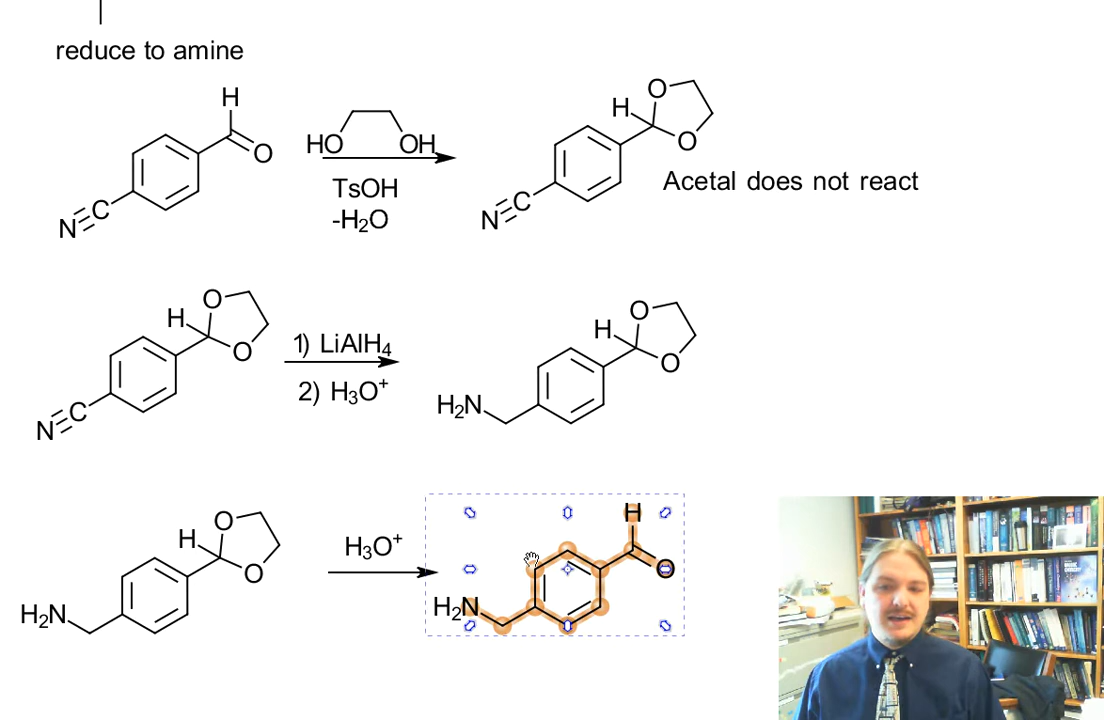 reduce to amine
H
O
N
C
HO
OH
TsOH
-H₂O
H
O
O
N
C
Acetal does not react
N
C
H
O
O
1) LiAlH₄
2) H₃O⁺
H₂N
H
O
O
H₂N
H
O
O
H₃O⁺
H₂N
H
O